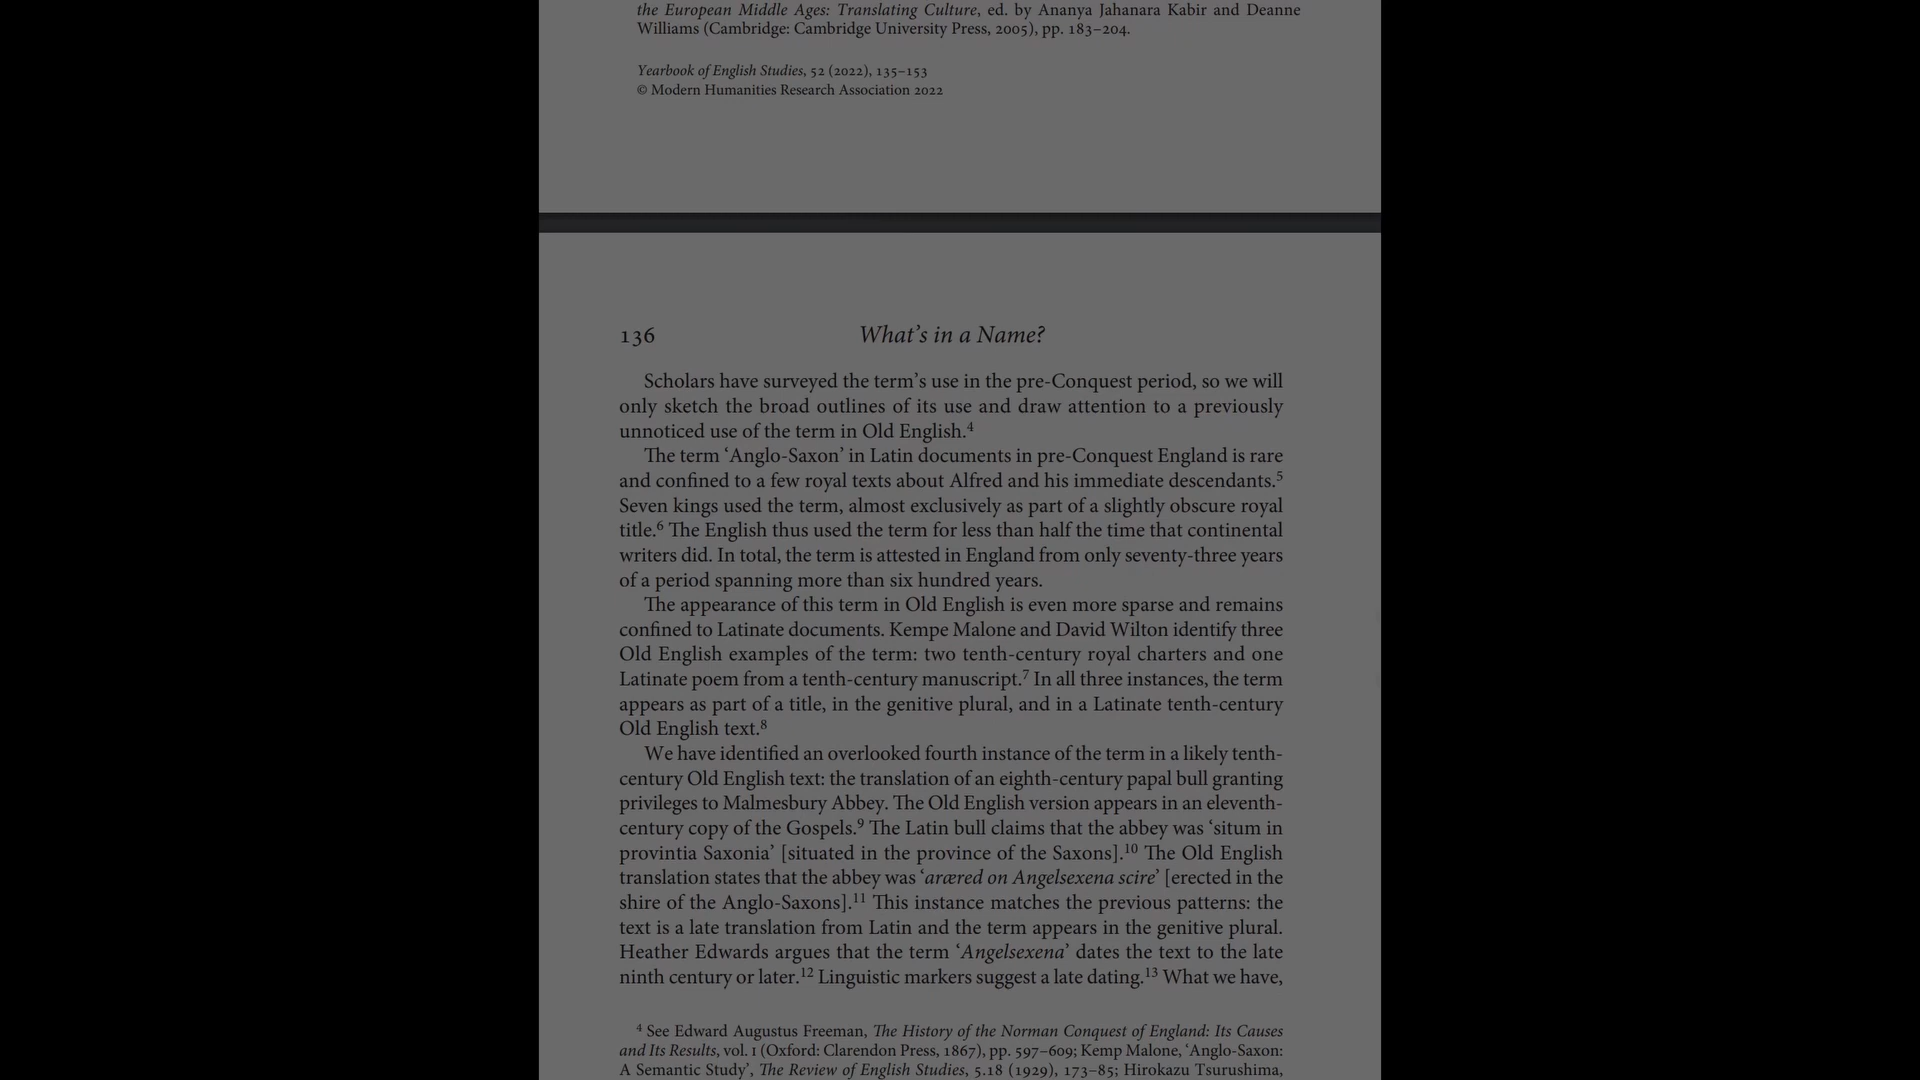 the European Middle Ages: Translating Culture, ed. by Ananya Jahanara Kabir and Deanne
Williams (Cambridge: Cambridge University Press, 2005), pp. 183–204.
Yearbook of English Studies, 52 (2022), 135–153
© Modern Humanities Research Association 2022
136 What’s in a Name?
Scholars have surveyed the term’s use in the pre-Conquest period, so we will
only sketch the broad outlines of its use and draw attention to a previously
unnoticed use of the term in Old English.⁴
The term ‘Anglo-Saxon’ in Latin documents in pre-Conquest England is rare
and confined to a few royal texts about Alfred and his immediate descendants.⁵
Seven kings used the term, almost exclusively as part of a slightly obscure royal
title.⁶ The English thus used the term for less than half the time that continental
writers did. In total, the term is attested in England from only seventy-three years
of a period spanning more than six hundred years.
The appearance of this term in Old English is even more sparse and remains
confined to Latinate documents. Kempe Malone and David Wilton identify three
Old English examples of the term: two tenth-century royal charters and one
Latinate poem from a tenth-century manuscript.⁷ In all three instances, the term
appears as part of a title, in the genitive plural, and in a Latinate tenth-century
Old English text.⁸
We have identified an overlooked fourth instance of the term in a likely tenth-
century Old English text: the translation of an eighth-century papal bull granting
privileges to Malmesbury Abbey. The Old English version appears in an eleventh-
century copy of the Gospels.⁹ The Latin bull claims that the abbey was ‘situm in
provintia Saxonia’ [situated in the province of the Saxons].¹⁰ The Old English
translation states that the abbey was ‘aræred on Angelsexena scire’ [erected in the
shire of the Anglo-Saxons].¹¹ This instance matches the previous patterns: the
text is a late translation from Latin and the term appears in the genitive plural.
Heather Edwards argues that the term ‘Angelsexena’ dates the text to the late
ninth century or later.¹² Linguistic markers suggest a late dating.¹³ What we have,
⁴ See Edward Augustus Freeman, The History of the Norman Conquest of England: Its Causes
and Its Results, vol. I (Oxford: Clarendon Press, 1867), pp. 597–609; Kemp Malone, ‘Anglo-Saxon:
A Semantic Study’, The Review of English Studies, 5.18 (1929), 173–85; Hirokazu Tsurushima,